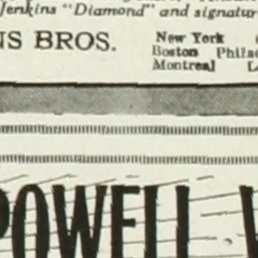 Jenkins "Diamond" and signature
NS BROS.
New York
Boston Phila
Montreal
POWELL